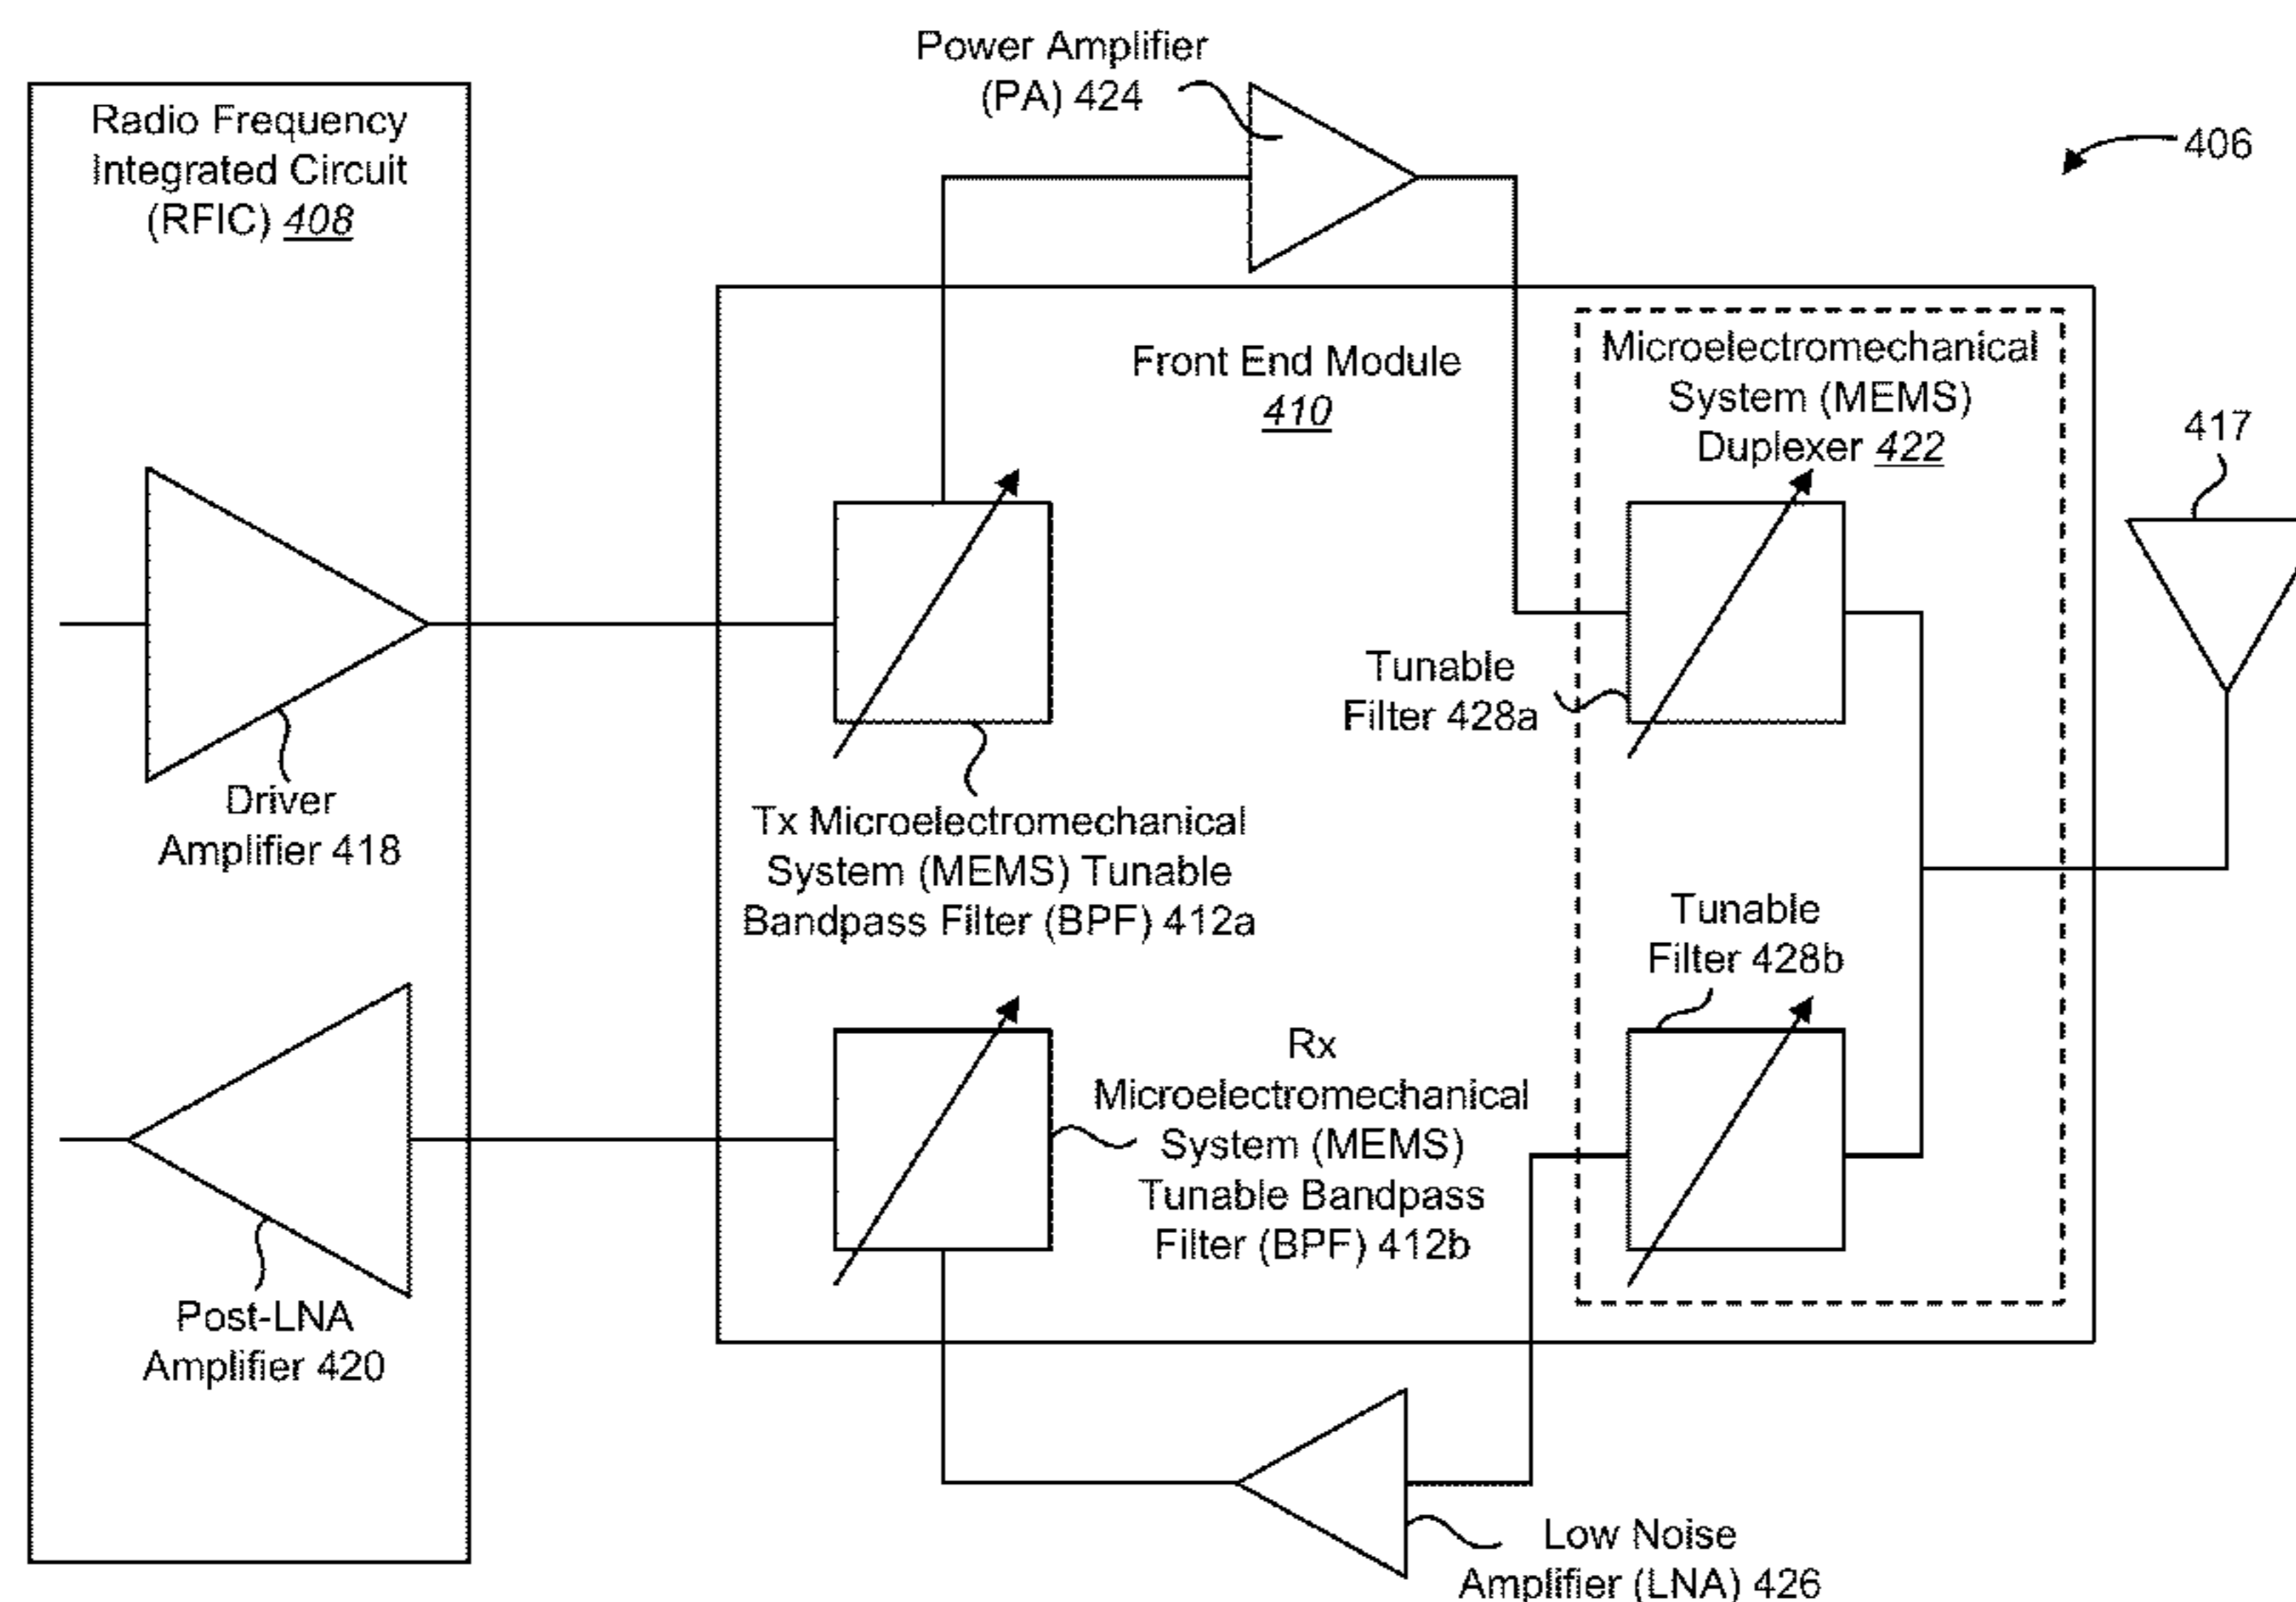 Power Amplifier
(PA) 424
Radio Frequency
Integrated Circuit
(RFIC) 408
406
Front End Module
410
Microelectromechanical
System (MEMS)
Duplexer 422
417
Tunable
Filter 428a
Driver
Amplifier 418
Tx Microelectromechanical
System (MEMS) Tunable
Bandpass Filter (BPF) 412a
Tunable
Filter 428b
Rx
Microelectromechanical
System (MEMS)
Tunable Bandpass
Filter (BPF) 412b
Post-LNA
Amplifier 420
Low Noise
Amplifier (LNA) 426